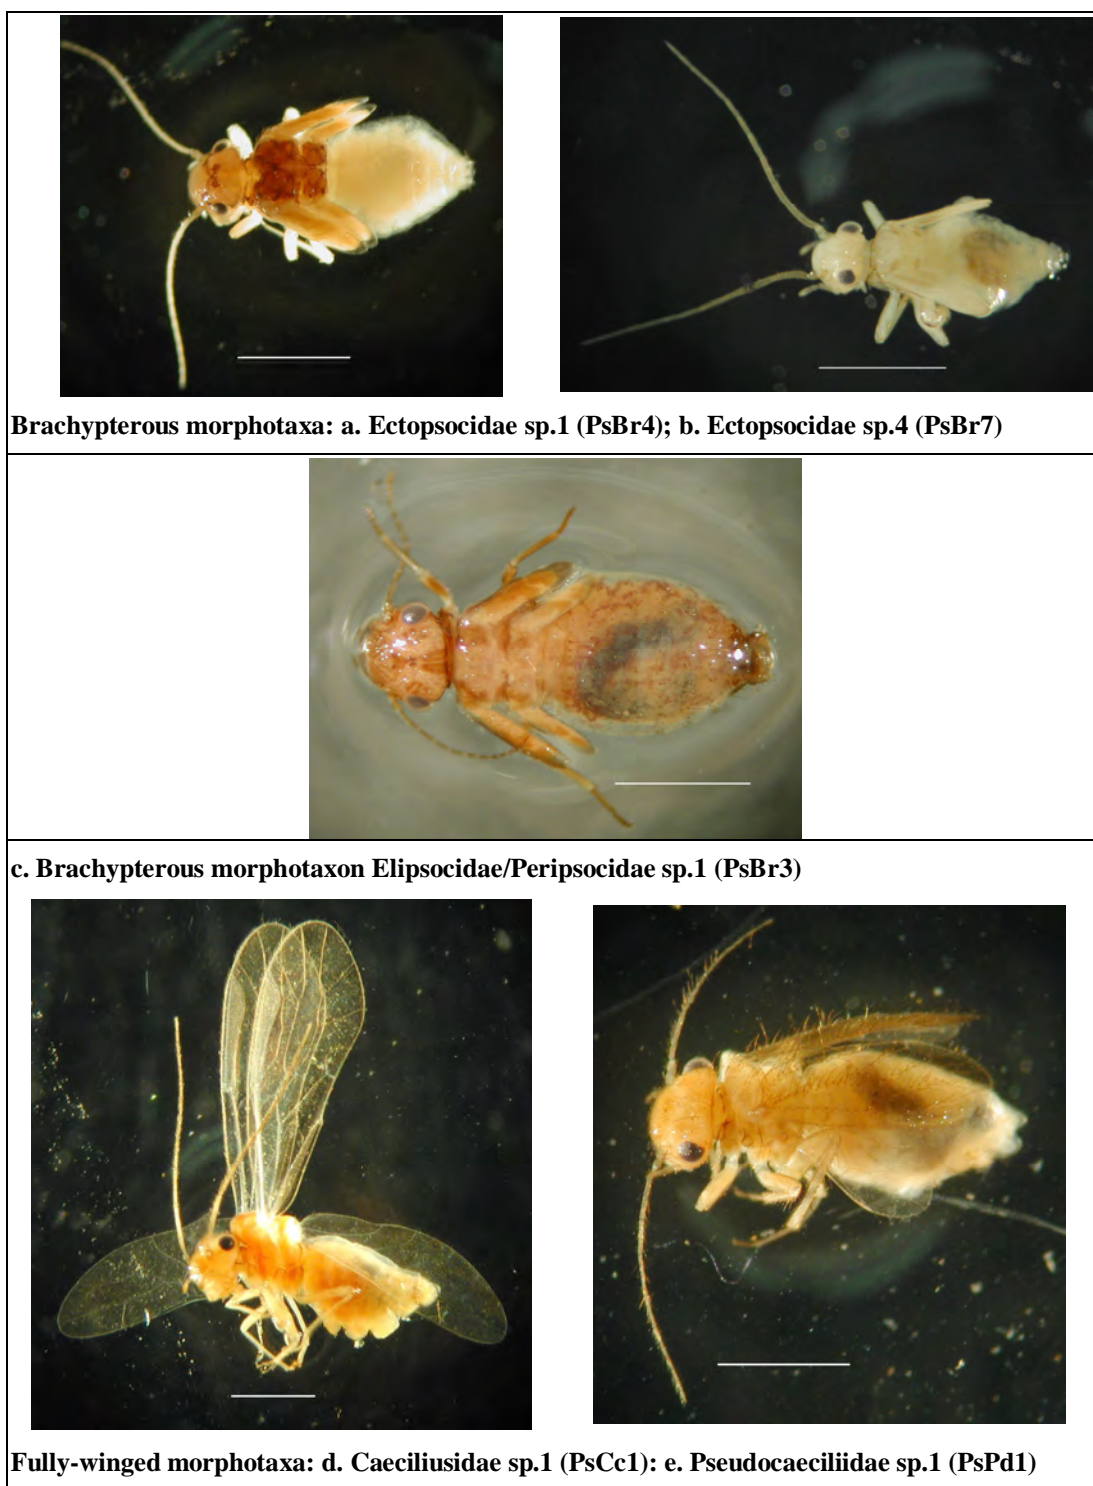 Brachypterous morphotaxa: a. Ectopsocidae sp.1 (PsBr4); b. Ectopsocidae sp.4 (PsBr7)
c. Brachypterous morphotaxon Elipsocidae/Peripsocidae sp.1 (PsBr3)
Fully-winged morphotaxa: d. Caeciliusidae sp.1 (PsCc1): e. Pseudocaeciliidae sp.1 (PsPd1)